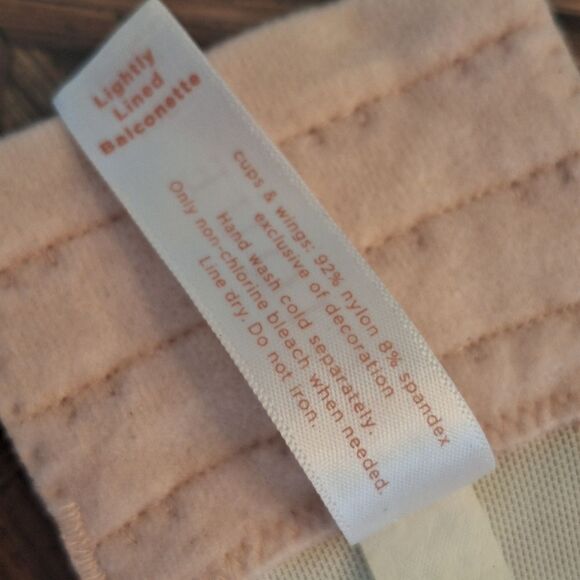 Lightly
Lined
Balconette
cups & wings: 92% nylon 8% spandex
exclusive of decoration
Hand wash cold separately.
Only non-chlorine bleach, when needed.
Line dry. Do not iron.